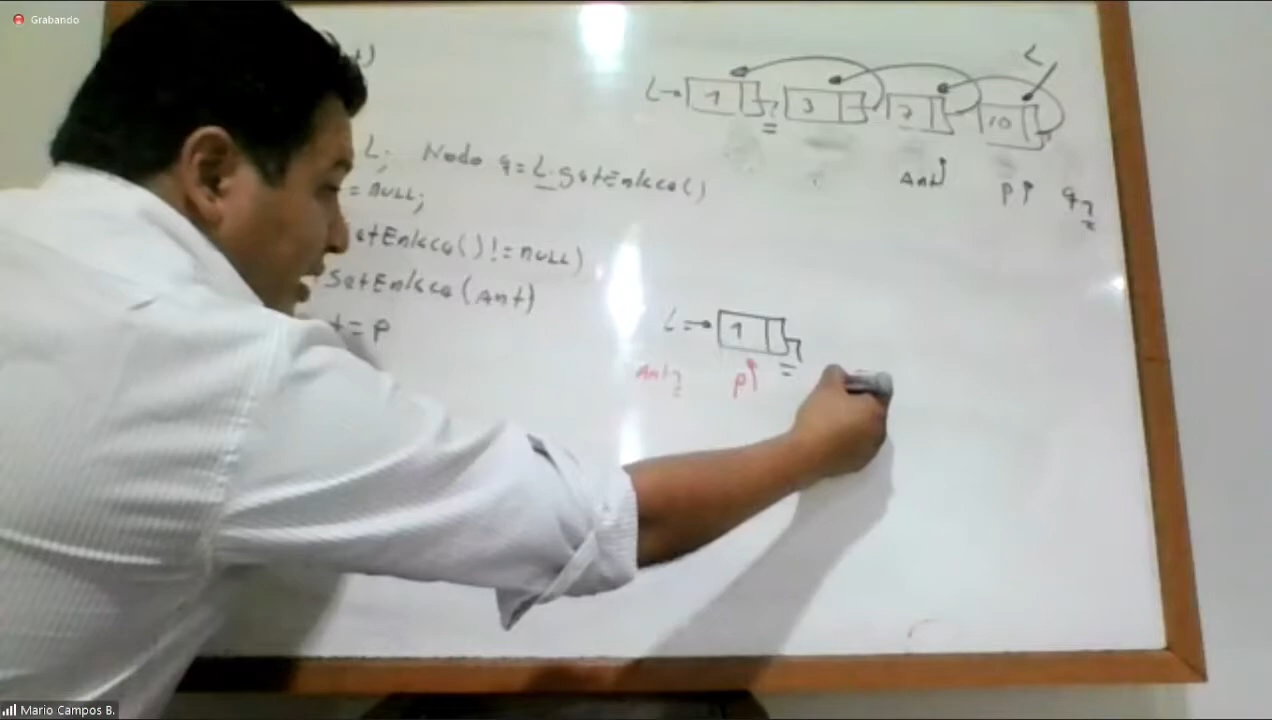 Grabando
L; Nodo q = L.getEnlace()
= null;
etEnlace() != null)
setEnlace(Ant)
t = p
L → 1 3 7 10 L
Ant p q
L → 1
Ant p
Mario Campos B.